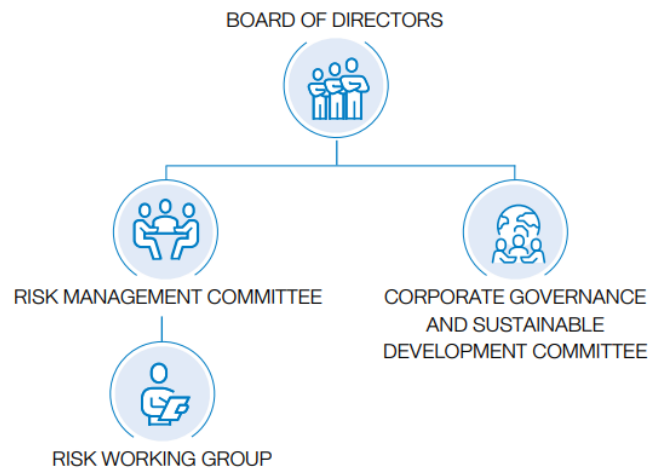 BOARD OF DIRECTORS
RISK MANAGEMENT COMMITTEE
CORPORATE GOVERNANCE
AND SUSTAINABLE
DEVELOPMENT COMMITTEE
RISK WORKING GROUP